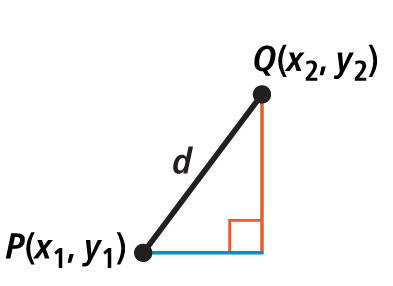 Q(x₂, y₂)
d
P(x₁, y₁)